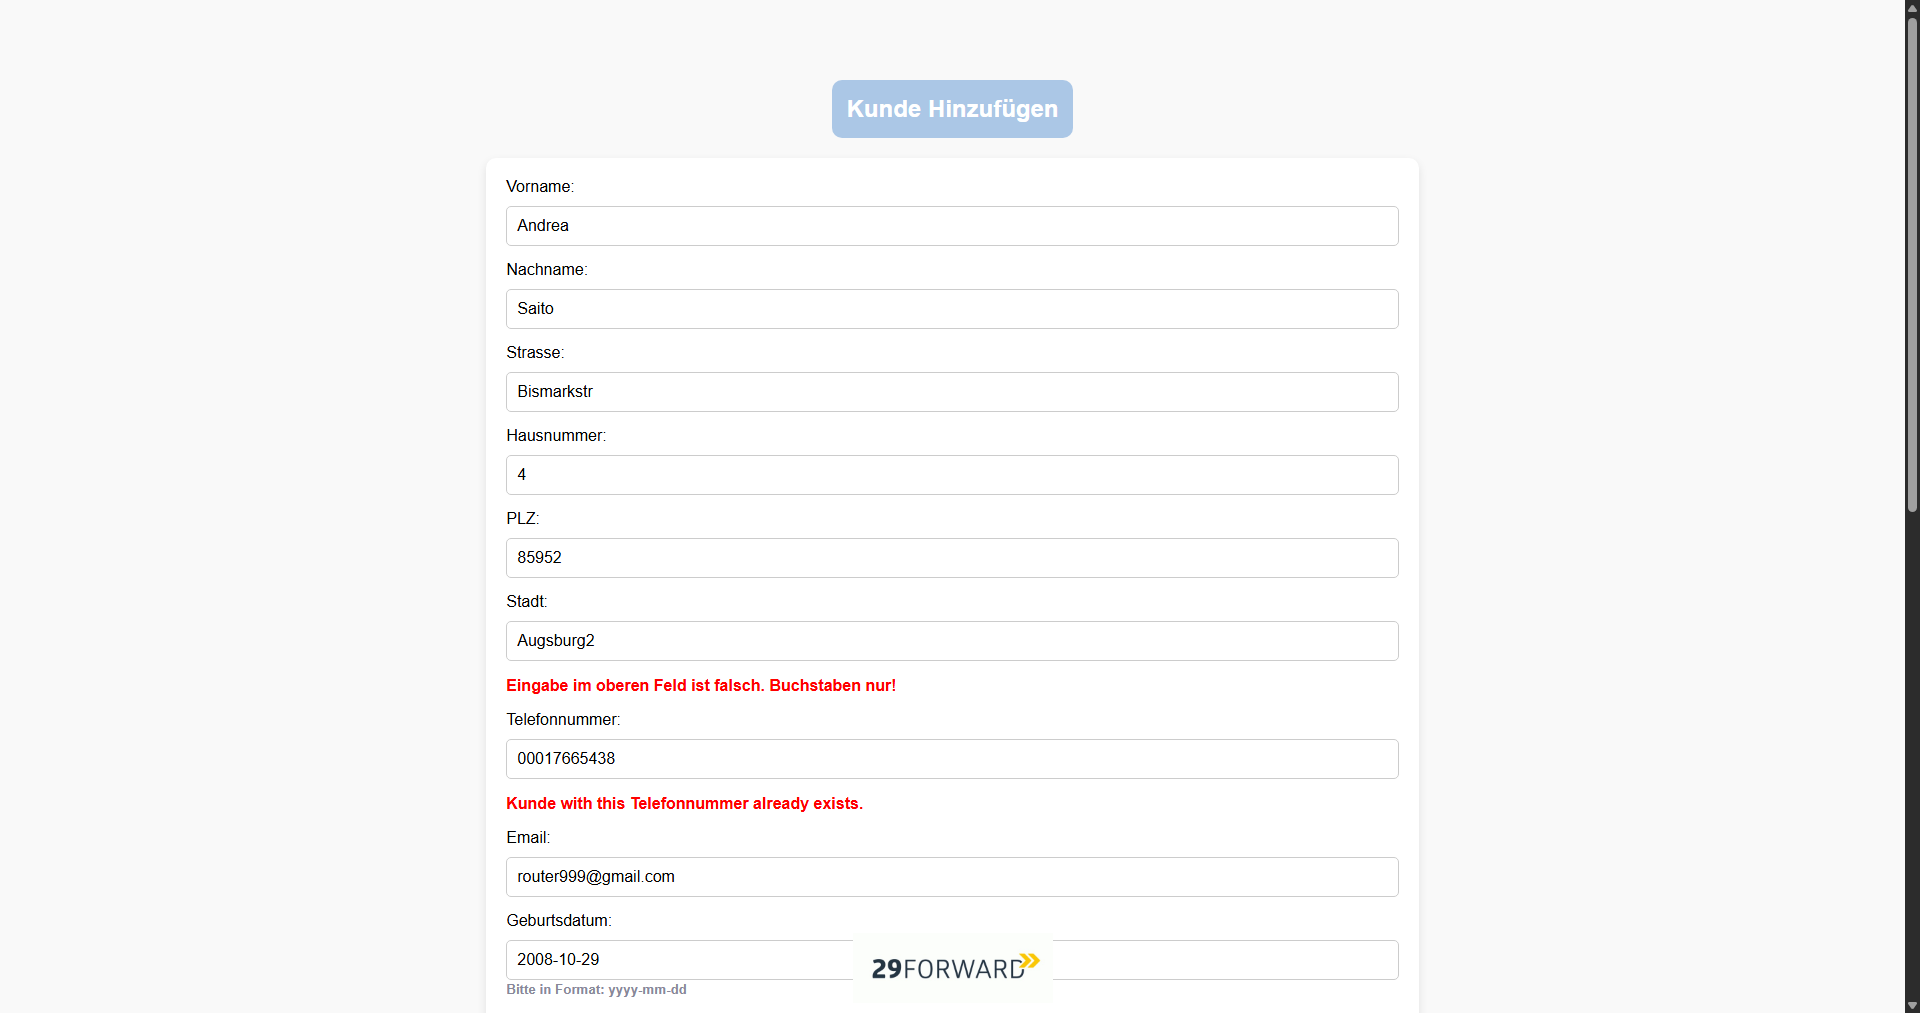 Kunde Hinzufügen
Vorname:
Andrea
Nachname:
Saito
Strasse:
Bismarkstr
Hausnummer:
4
PLZ:
85952
Stadt:
Augsburg2
Eingabe im oberen Feld ist falsch. Buchstaben nur!
Telefonnummer:
00017665438
Kunde with this Telefonnummer already exists.
Email:
router999@gmail.com
Geburtsdatum:
2008-10-29
Bitte in Format: yyyy-mm-dd
29FORWARD